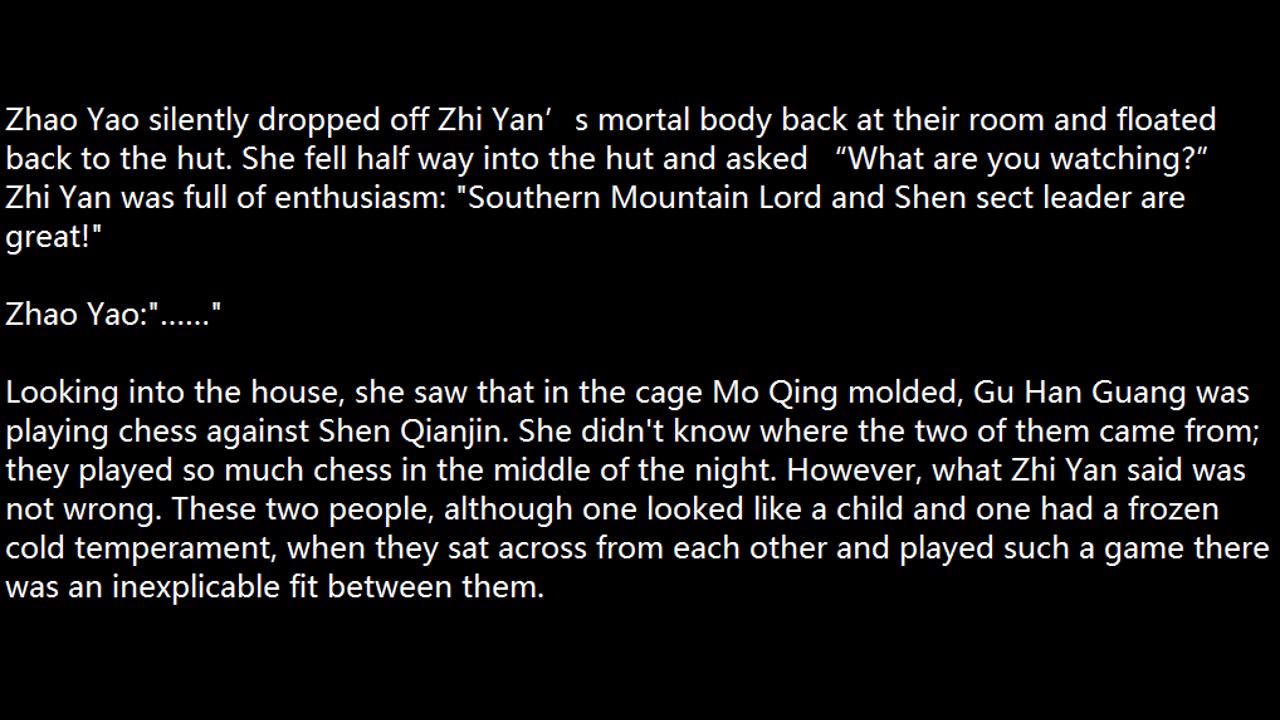 Zhao Yao silently dropped off Zhi Yan’s mortal body back at their room and floated
back to the hut. She fell half way into the hut and asked “What are you watching?”
Zhi Yan was full of enthusiasm: "Southern Mountain Lord and Shen sect leader are
great!"
Zhao Yao:"......"
Looking into the house, she saw that in the cage Mo Qing molded, Gu Han Guang was
playing chess against Shen Qianjin. She didn't know where the two of them came from;
they played so much chess in the middle of the night. However, what Zhi Yan said was
not wrong. These two people, although one looked like a child and one had a frozen
cold temperament, when they sat across from each other and played such a game there
was an inexplicable fit between them.